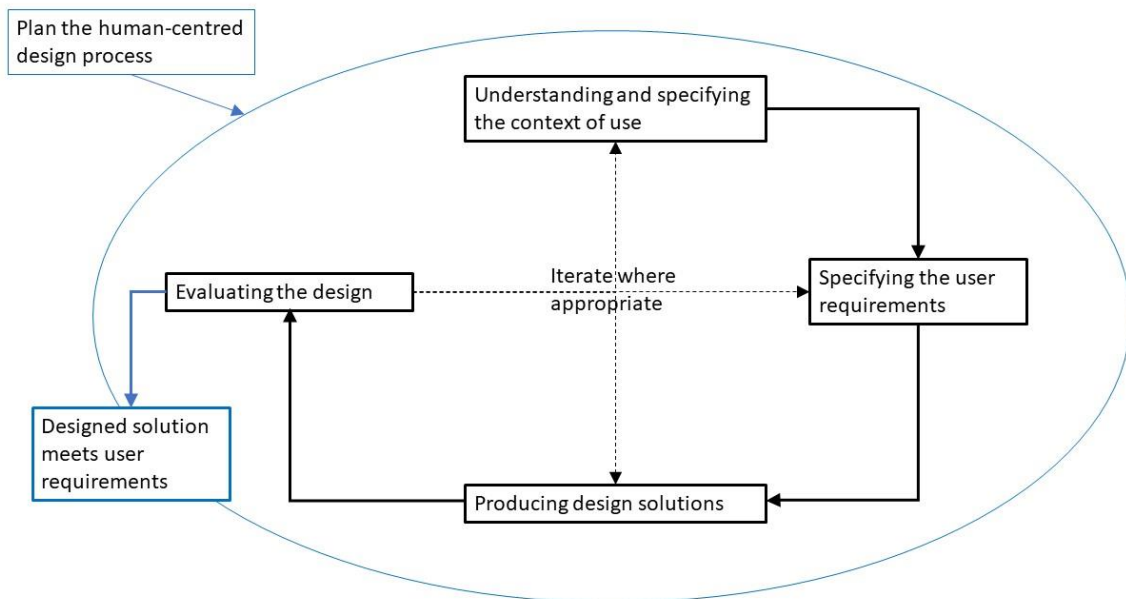 Plan the human-centred
design process
Understanding and specifying
the context of use
Iterate where
appropriate
Evaluating the design
Specifying the user
requirements
Designed solution
meets user
requirements
Producing design solutions